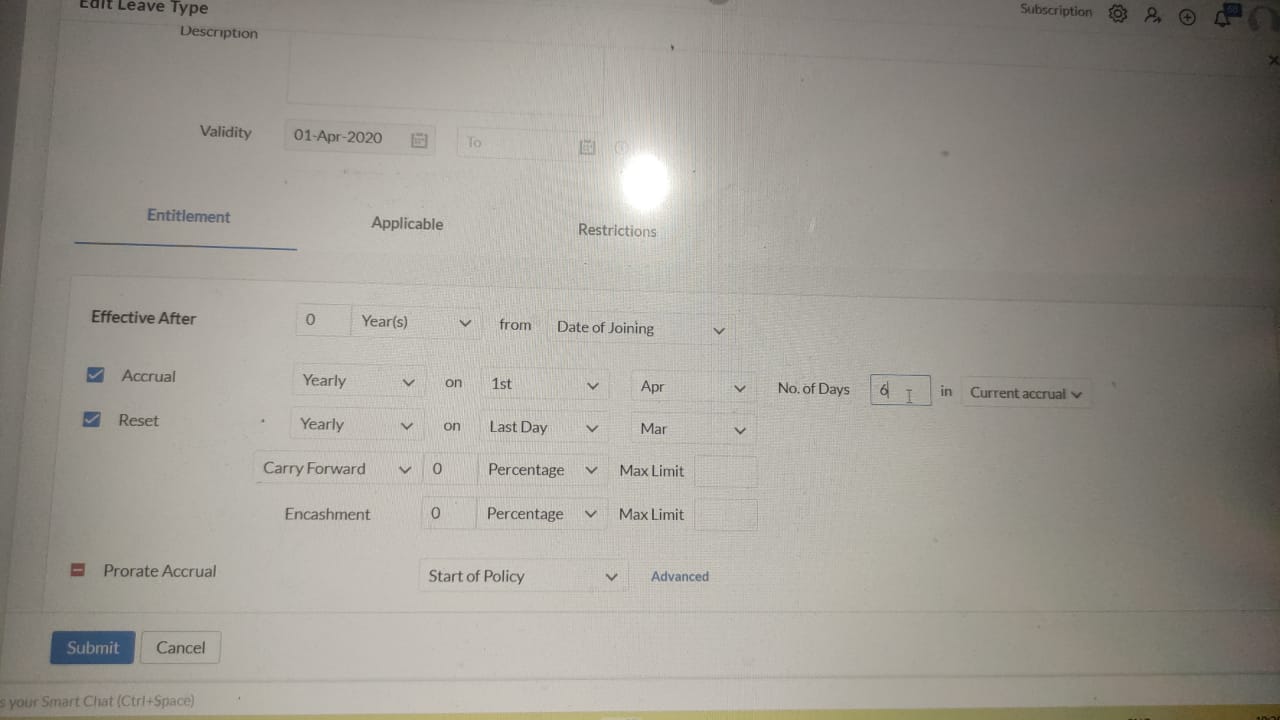 Edit Leave Type
Subscription
Description
Validity 01-Apr-2020 To
Entitlement Applicable Restrictions
Effective After 0 Year(s) from Date of Joining
Accrual Yearly on 1st Apr No. of Days 6 in Current accrual
Reset Yearly on Last Day Mar
Carry Forward 0 Percentage Max Limit
Encashment 0 Percentage Max Limit
Prorate Accrual Start of Policy Advanced
Submit Cancel
s your Smart Chat (Ctrl+Space)